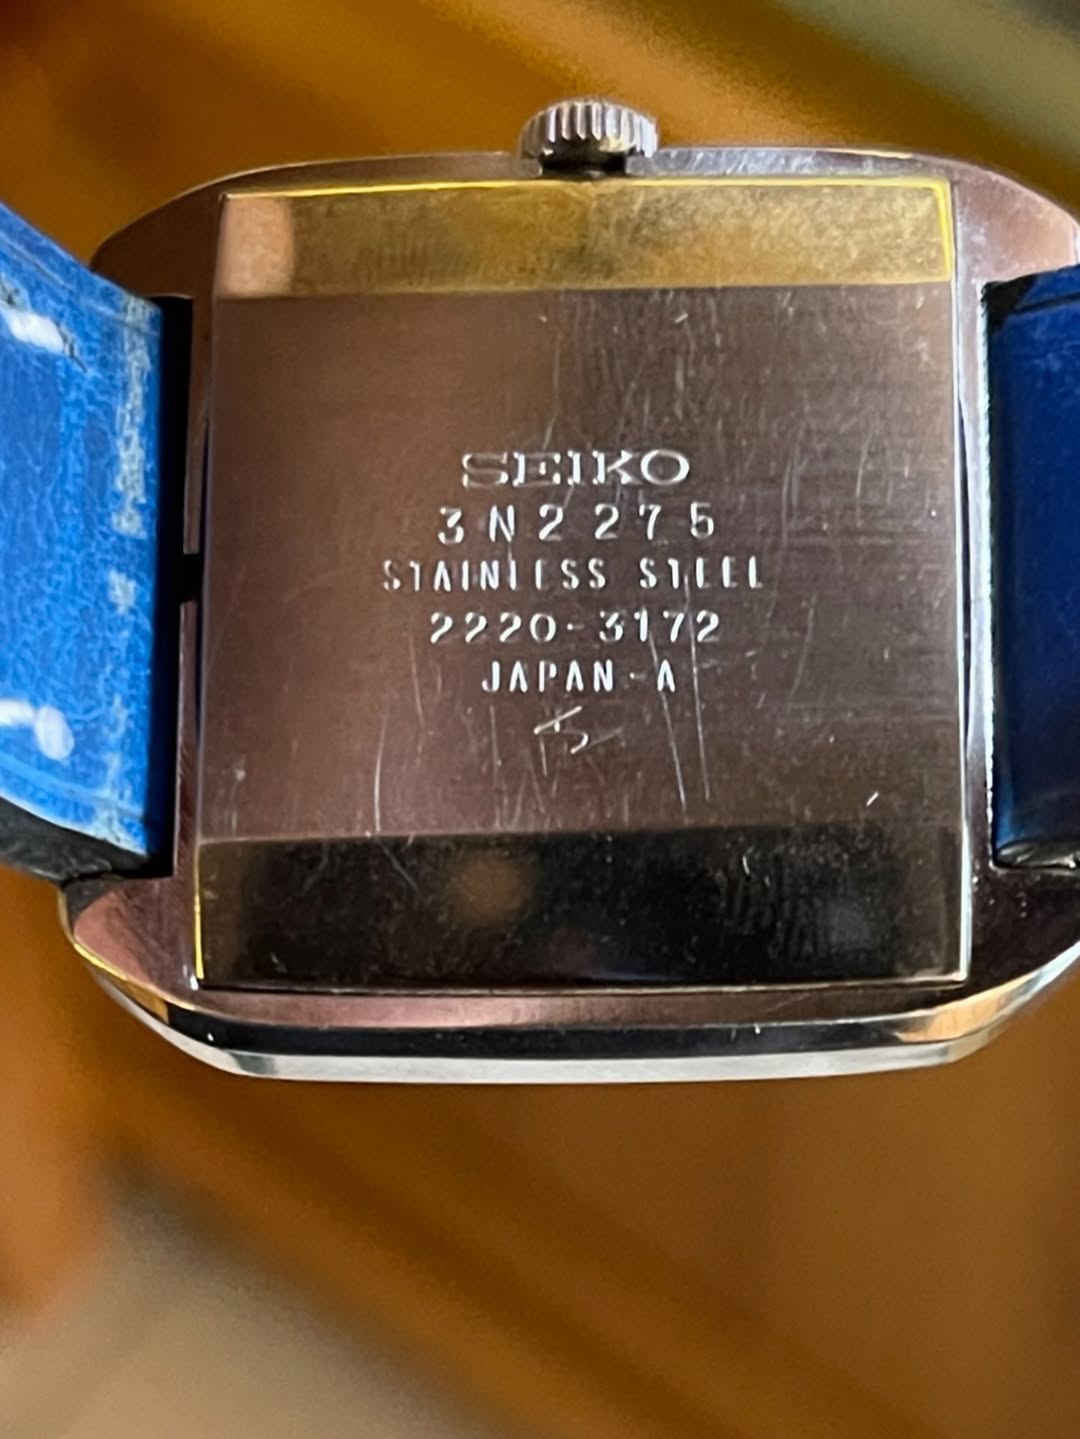 SEIKO
3N2275
STAINLESS STEEL
2220-3172
JAPAN-A